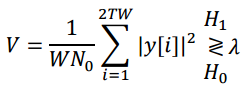 $V = \frac{1}{WN_0} \sum_{i=1}^{2TW} |y[i]|^2 \underset{H_0}{\overset{H_1}{\gtrless}} \lambda$